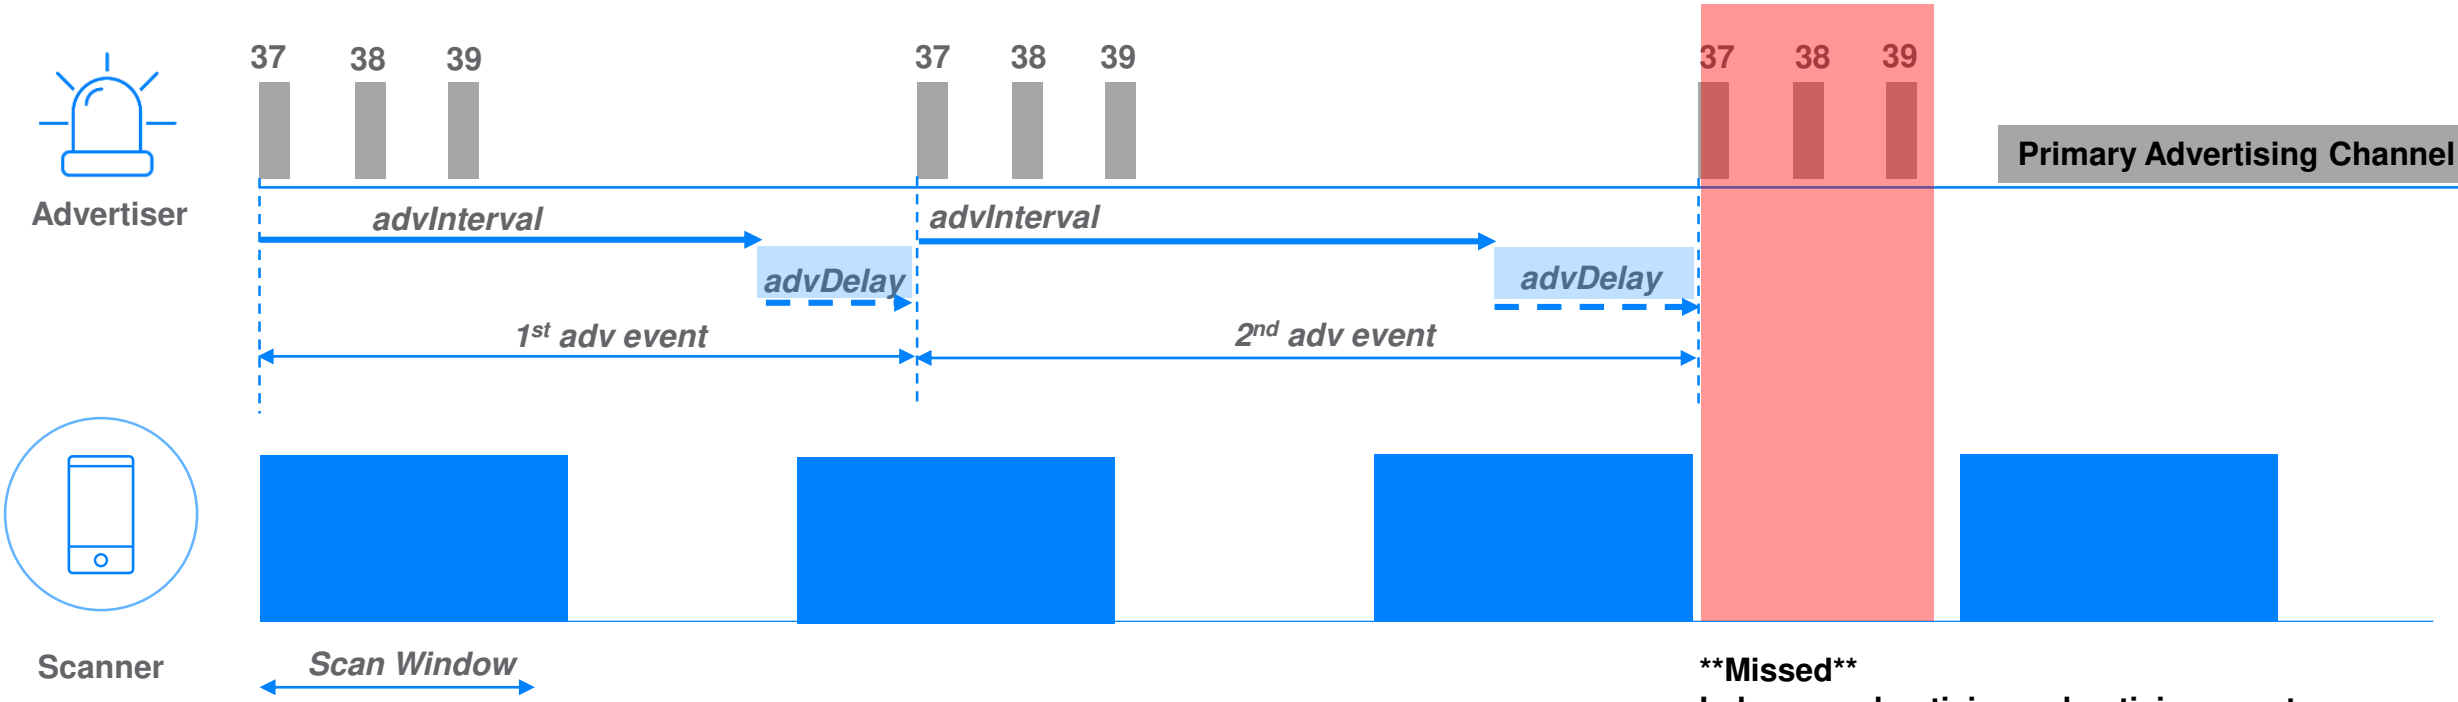 37 38 39 37 38 39 37 38 39
Primary Advertising Channel
Advertiser
advInterval advInterval
advDelay advDelay
1st adv event 2nd adv event
Scanner
Scan Window
**Missed**